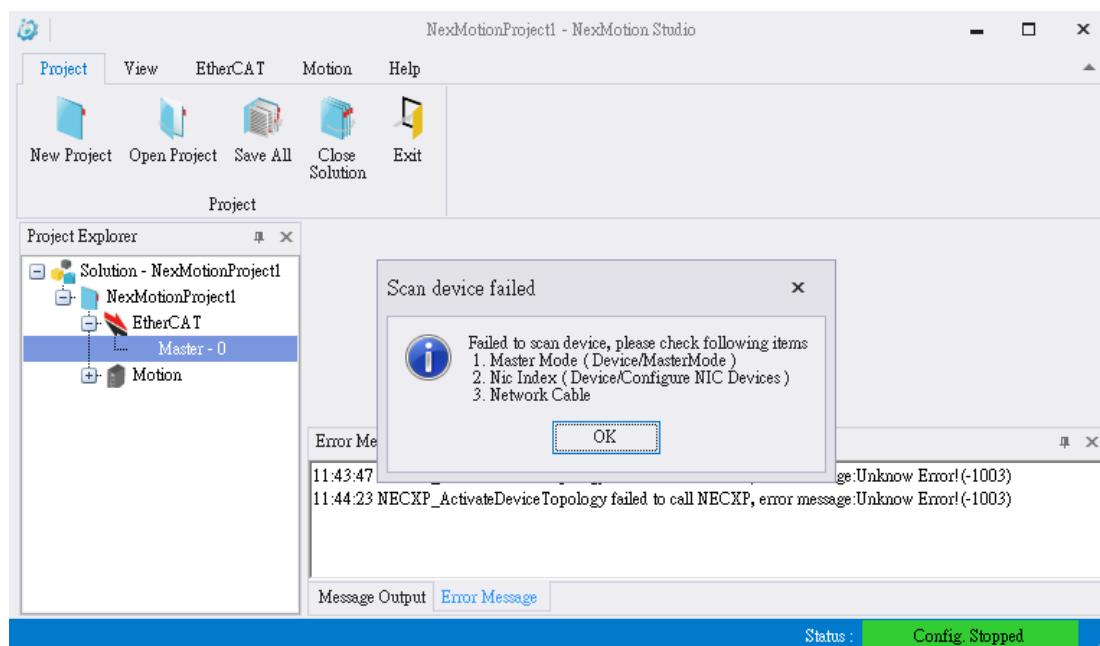 NexMotionProject1 - NexMotion Studio
Project View EtherCAT Motion Help
New Project Open Project Save All Close Solution Exit
Project
Project Explorer
Solution - NexMotionProject1
NexMotionProject1
EtherCAT
Master - 0
Motion
Scan device failed
Failed to scan device, please check following items
1. Master Mode ( Device/MasterMode )
2. Nic Index ( Device/Configure NIC Devices )
3. Network Cable
OK
Error Me
11:43:47 ge:Unknow Error! (-1003)
11:44:23 NECXP_ActivateDeviceTopology failed to call NECXP, error message:Unknow Error! (-1003)
Message Output Error Message
Status : Config. Stopped